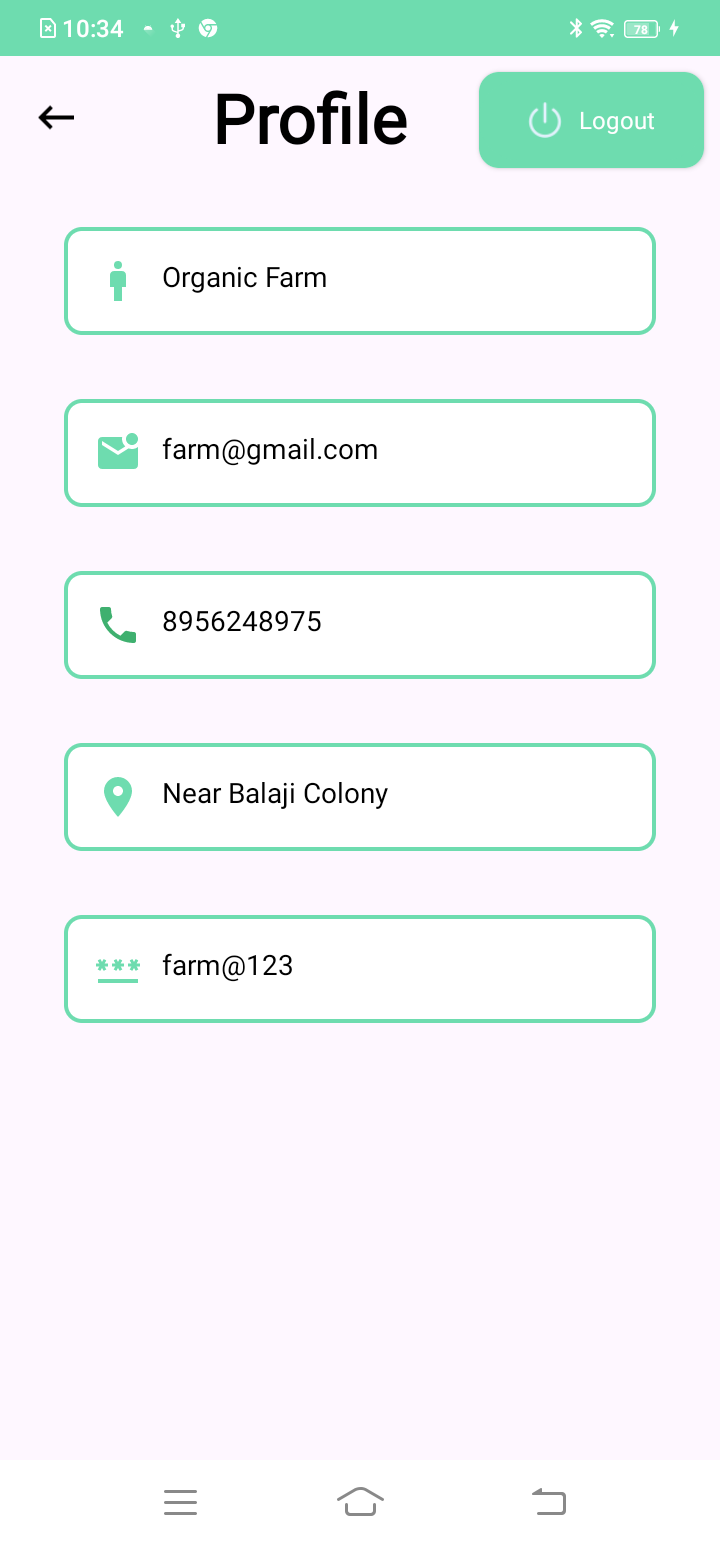 10:34
78
Profile
Logout
Organic Farm
farm@gmail.com
8956248975
Near Balaji Colony
farm@123